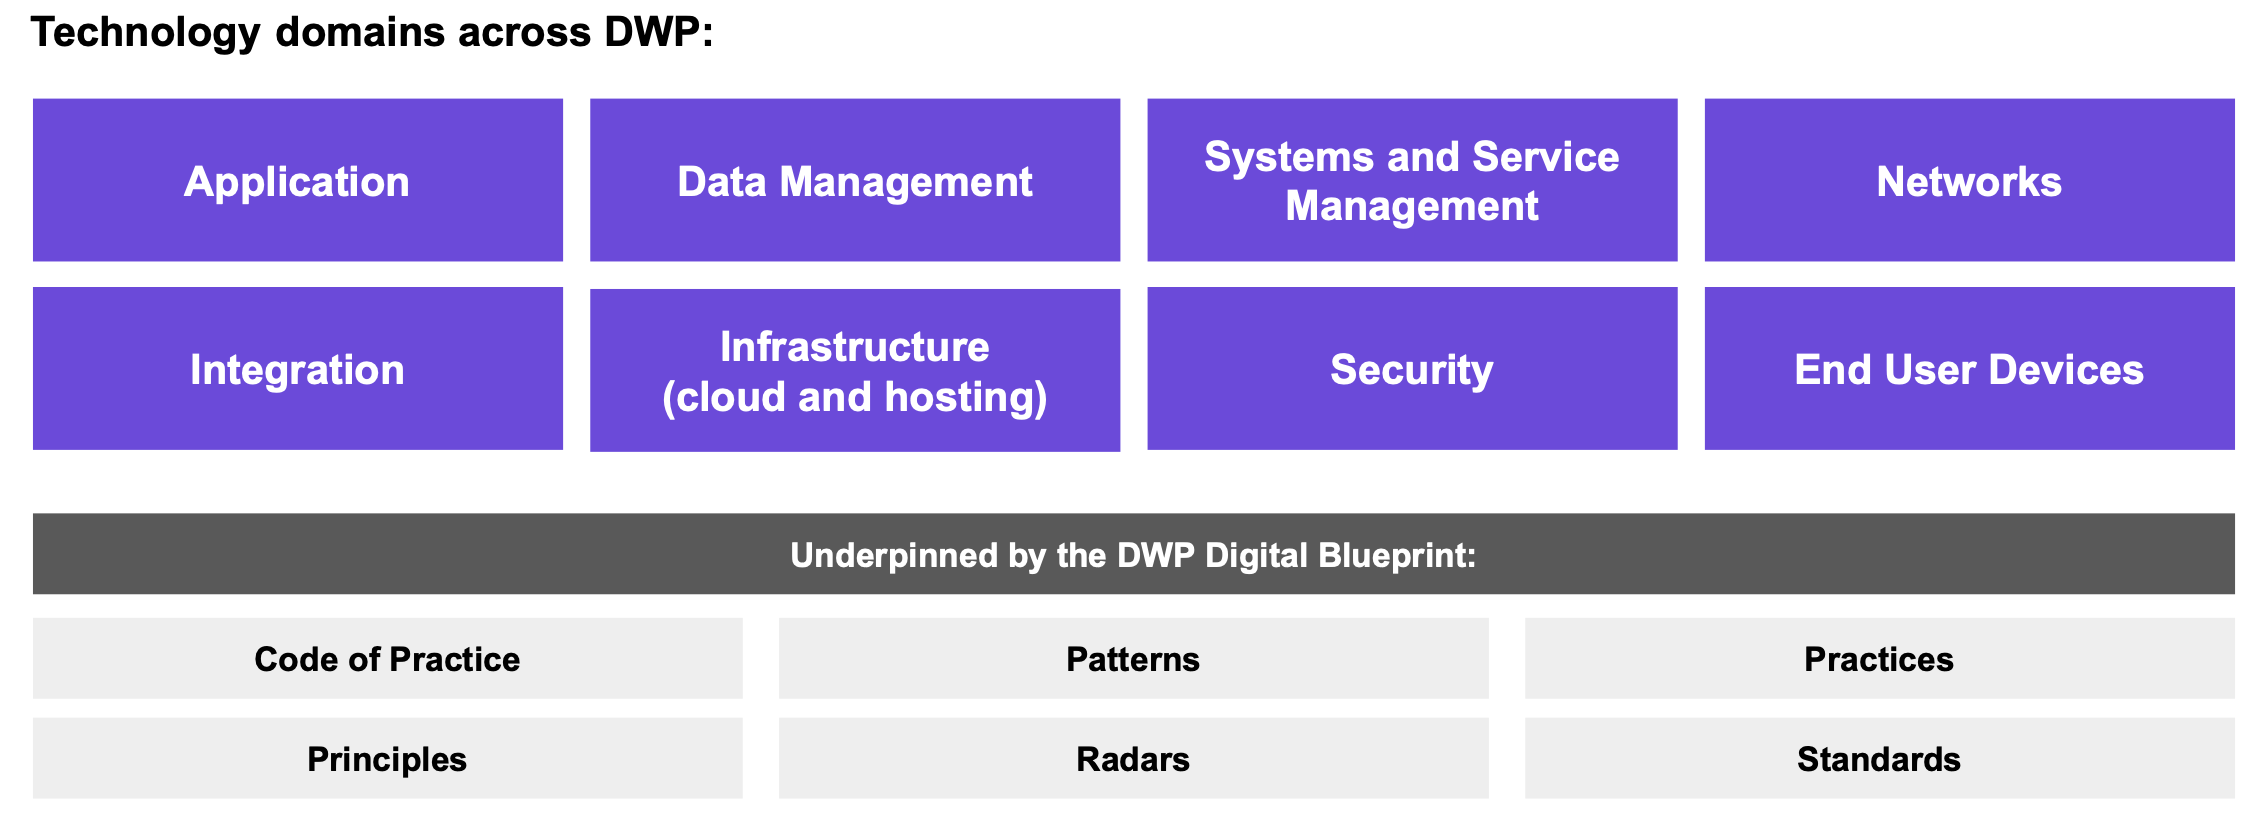 Technology domains across DWP:
Application
Data Management
Systems and Service
Management
Networks
Integration
Infrastructure
(cloud and hosting)
Security
End User Devices
Underpinned by the DWP Digital Blueprint:
Code of Practice
Patterns
Practices
Principles
Radars
Standards